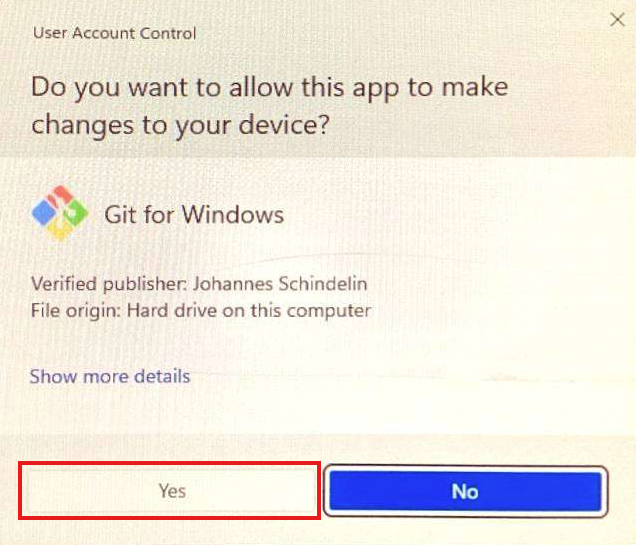 User Account Control
Do you want to allow this app to make
changes to your device?
Git for Windows
Verified publisher: Johannes Schindelin
File origin: Hard drive on this computer
Show more details
Yes
No